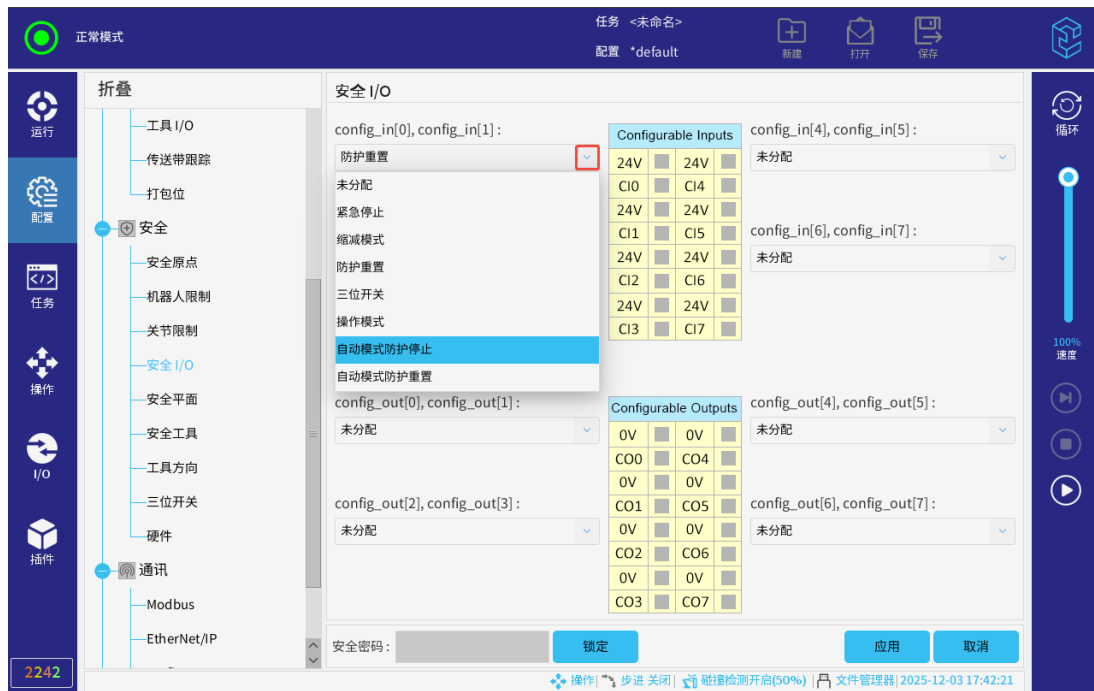 正常模式
任务 <未命名>
配置 *default
新建
打开
保存
运行
配置
任务
操作
I/O
插件
2242
折叠
工具 I/O
传送带跟踪
打包位
安全
安全原点
机器人限制
关节限制
安全 I/O
安全平面
安全工具
工具方向
三位开关
硬件
通讯
Modbus
EtherNet/IP
安全 I/O
config_in[0], config_in[1] :
防护重置
未分配
紧急停止
缩减模式
防护重置
三位开关
操作模式
自动模式防护停止
自动模式防护重置
Configurable Inputs
24V 24V
CI0 CI4
24V 24V
CI1 CI5
24V 24V
CI2 CI6
24V 24V
CI3 CI7
config_in[4], config_in[5] :
未分配
config_in[6], config_in[7] :
未分配
config_out[0], config_out[1] :
未分配
config_out[2], config_out[3] :
未分配
Configurable Outputs
0V 0V
CO0 CO4
0V 0V
CO1 CO5
0V 0V
CO2 CO6
0V 0V
CO3 CO7
config_out[4], config_out[5] :
未分配
config_out[6], config_out[7] :
未分配
安全密码 :
锁定
应用
取消
循环
100%
速度
操作| 步进 关闭| 碰撞检测开启(50%) | 文件管理器| 2025-12-03 17:42:21